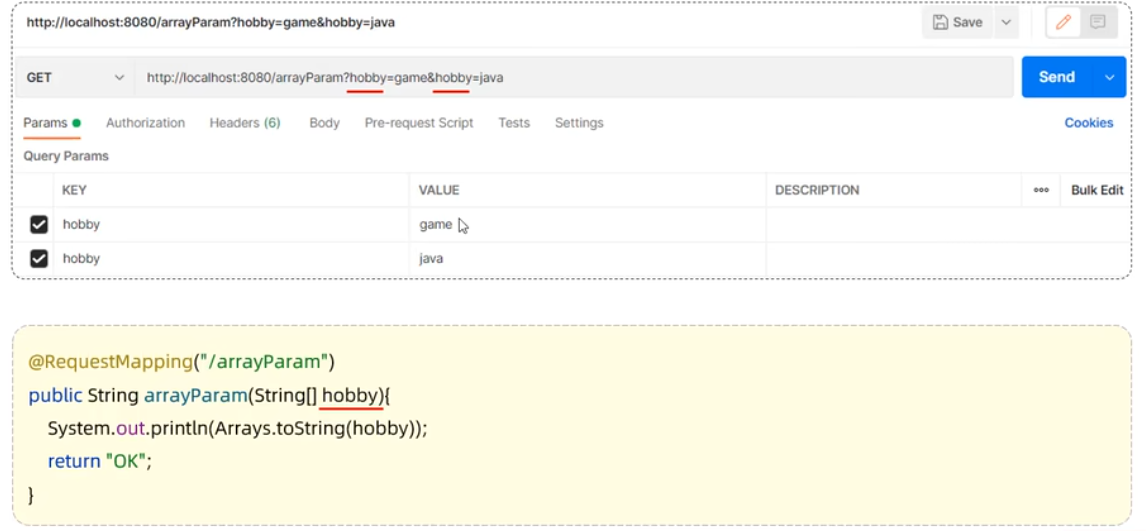 http://localhost:8080/arrayParam?hobby=game&hobby=java
Save
GET
http://localhost:8080/arrayParam?hobby=game&hobby=java
Send
Params
Authorization
Headers (6)
Body
Pre-request Script
Tests
Settings
Cookies
Query Params
KEY
VALUE
DESCRIPTION
Bulk Edit
hobby
game
hobby
java
@RequestMapping("/arrayParam")
public String arrayParam(String[] hobby){
    System.out.println(Arrays.toString(hobby));
    return "OK";
}